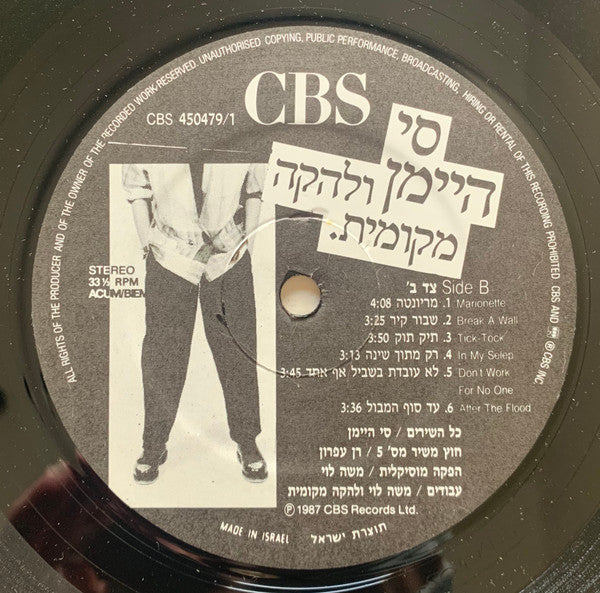 ALL RIGHTS OF THE PRODUCER AND OF THE OWNER OF THE RECORDED WORK RESERVED. UNAUTHORISED COPYING, PUBLIC PERFORMANCE, BROADCASTING, HIRING OR RENTAL OF THIS RECORDING PROHIBITED. CBS AND ® CBS INC.
CBS
CBS 450479/1
סי
היימן ולהקה
מקומית.
STEREO
33 ⅓ RPM
ACUM/BIEM
צד ב' Side B
1. מריונטה 4:08 Marionette
2. שבור קיר 3:25 Break A Wall
3. תיק תוק 3:50 Tick-Tock
4. רק מתוך שינה 3:13 In My Selep
5. לא עובדת בשביל אף אחד 3:45 Don't Work
For No One
6. עד סוף המבול 3:36 After The Flood
כל השירים / סי היימן
חוץ משיר מס' 5 / רן עפרון
הפקה מוסיקלית / משה לוי
עבודים / משה לוי ולהקה מקומית
Ⓟ 1987 CBS Records Ltd.
MADE IN ISRAEL תוצרת ישראל